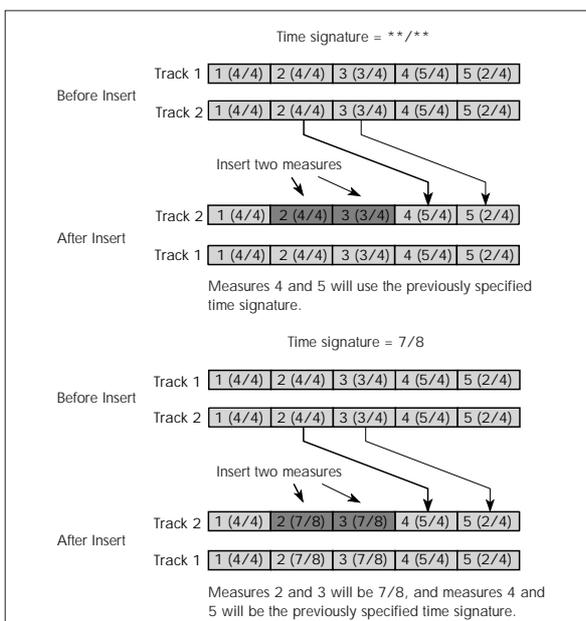 Time signature = **/**
Track 1 1 (4/4) 2 (4/4) 3 (3/4) 4 (5/4) 5 (2/4)
Before Insert
Track 2 1 (4/4) 2 (4/4) 3 (3/4) 4 (5/4) 5 (2/4)
Insert two measures
Track 2 1 (4/4) 2 (4/4) 3 (3/4) 4 (5/4) 5 (2/4)
After Insert
Track 1 1 (4/4) 2 (4/4) 3 (3/4) 4 (5/4) 5 (2/4)
Measures 4 and 5 will use the previously specified
time signature.
Time signature = 7/8
Track 1 1 (4/4) 2 (4/4) 3 (3/4) 4 (5/4) 5 (2/4)
Before Insert
Track 2 1 (4/4) 2 (4/4) 3 (3/4) 4 (5/4) 5 (2/4)
Insert two measures
Track 2 1 (4/4) 2 (7/8) 3 (7/8) 4 (5/4) 5 (2/4)
After Insert
Track 1 1 (4/4) 2 (7/8) 3 (7/8) 4 (5/4) 5 (2/4)
Measures 2 and 3 will be 7/8, and measures 4 and
5 will be the previously specified time signature.